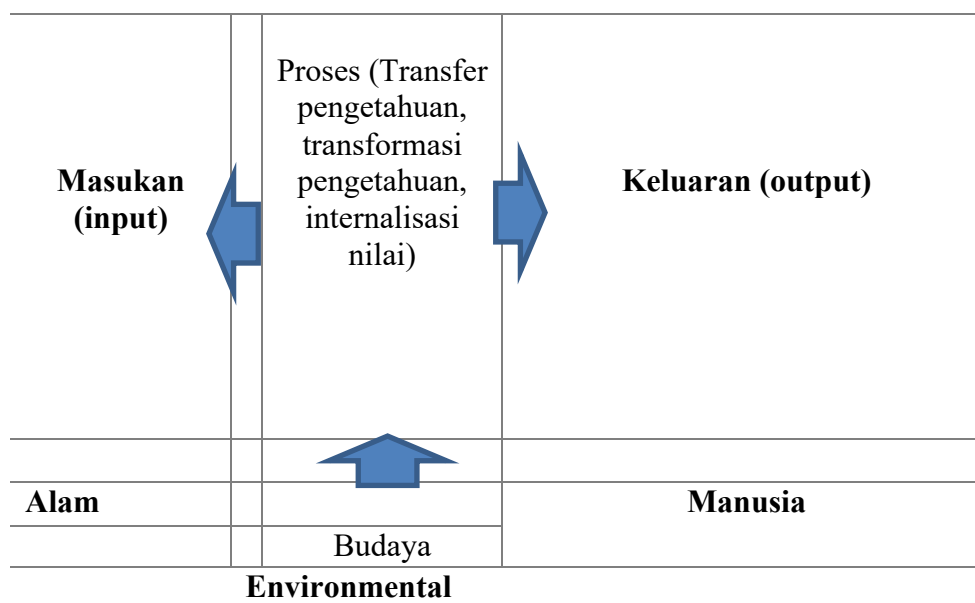 Masukan
(input)
Proses (Transfer
pengetahuan,
transformasi
pengetahuan,
internalisasi
nilai)
Keluaran (output)
Alam
Manusia
Budaya
Environmental